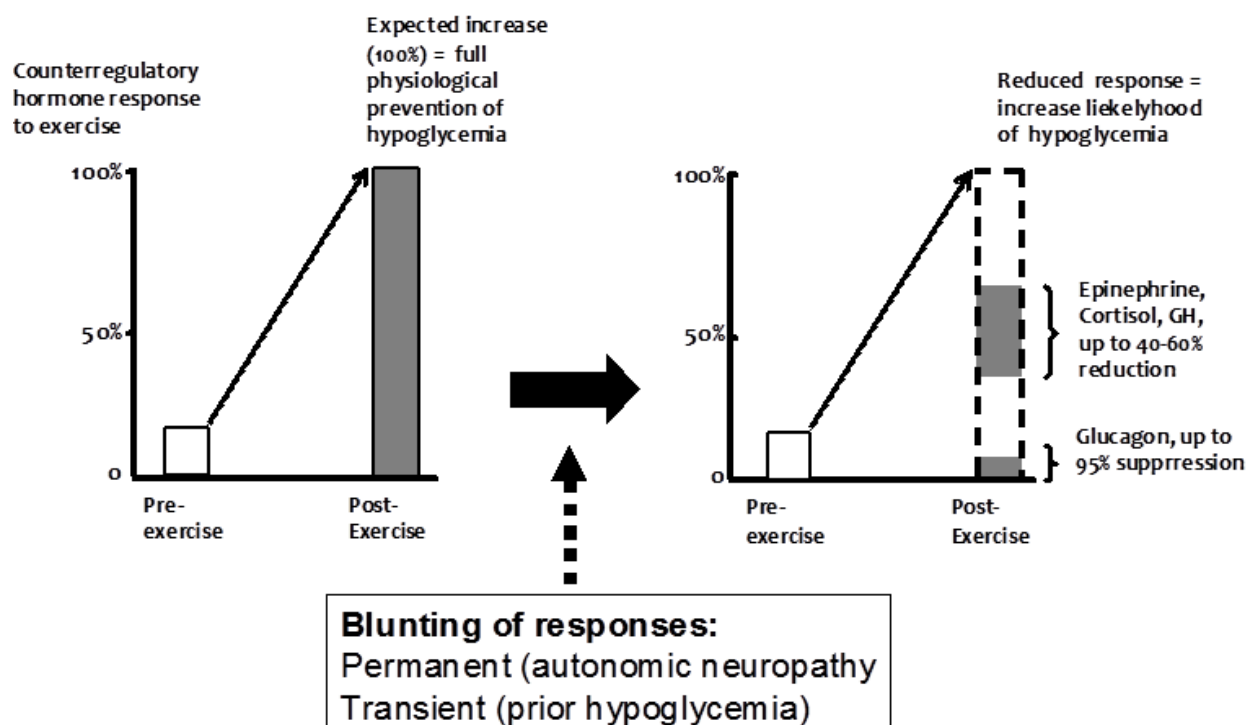 Counterregulatory
hormone response
to exercise
Expected increase
(100%) = full
physiological
prevention of
hypoglycemia
100%
50%
0
Pre-
exercise
Post-
Exercise
Reduced response =
increase liekelyhood
of hypoglycemia
100%
50%
0
Epinephrine,
Cortisol, GH,
up to 40-60%
reduction
Glucagon, up to
95% supprression
Pre-
exercise
Post-
Exercise
Blunting of responses:
Permanent (autonomic neuropathy
Transient (prior hypoglycemia)